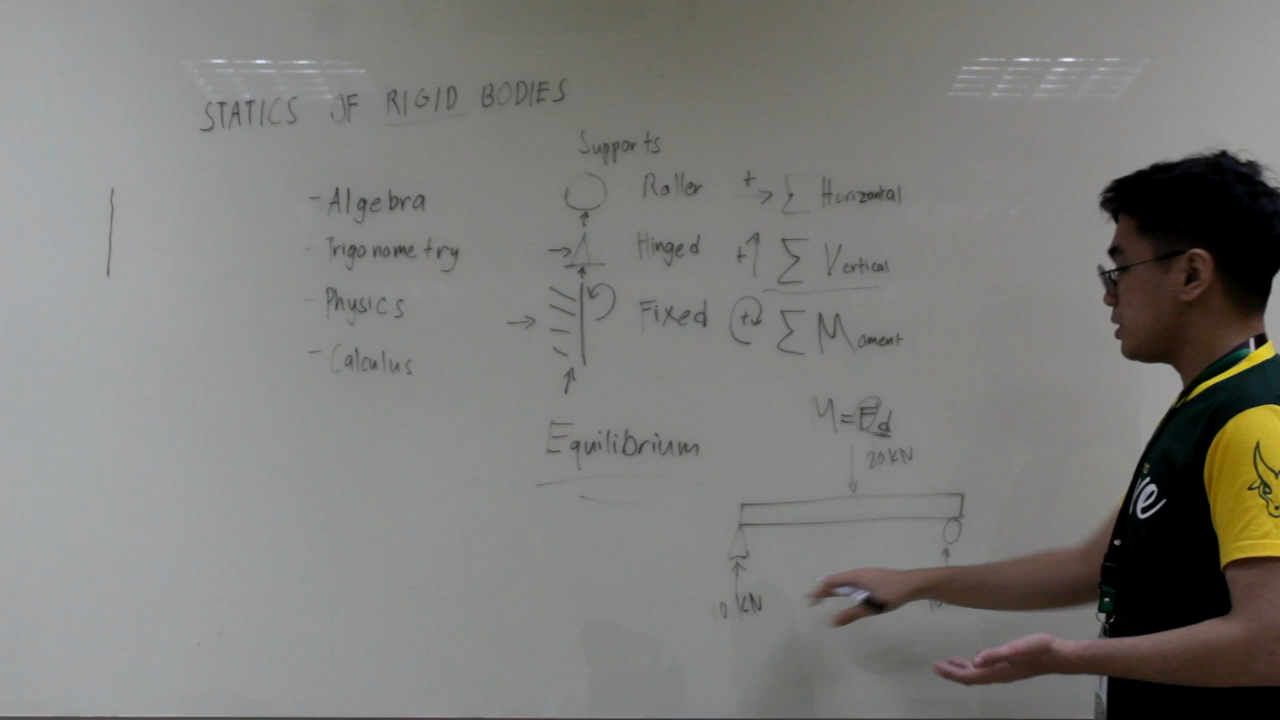 STATICS OF RIGID BODIES
Supports
- Algebra
- Trigonometry
- Physics
- Calculus
Roller
Hinged
Fixed
+ → Σ Horizontal
+↑ Σ Vertical
+ Σ Moment
Equilibrium
M=Fd
20 KN
10 KN